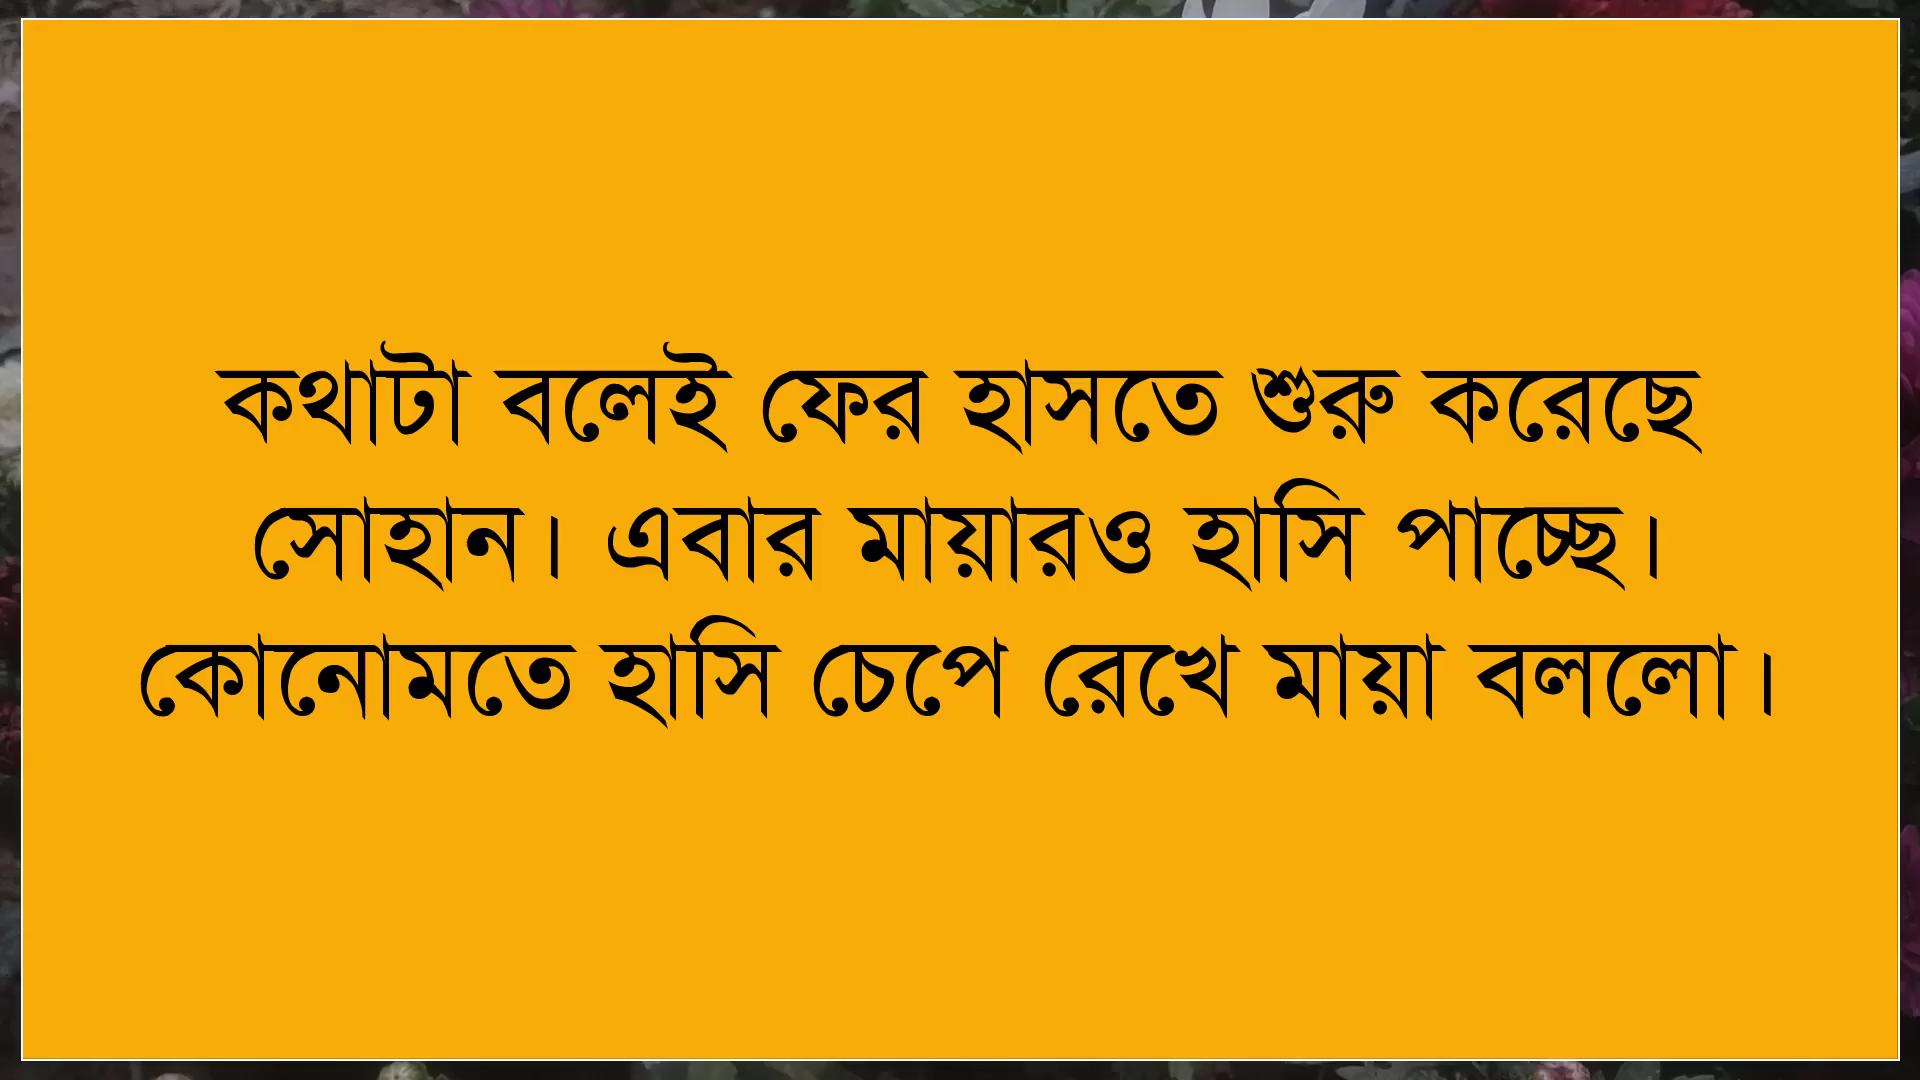 কথাটা বলেই ফের হাসতে শুরু করেছে
সোহান। এবার মায়ারও হাসি পাচ্ছে।
কোনোমতে হাসি চেপে রেখে মায়া বললো।